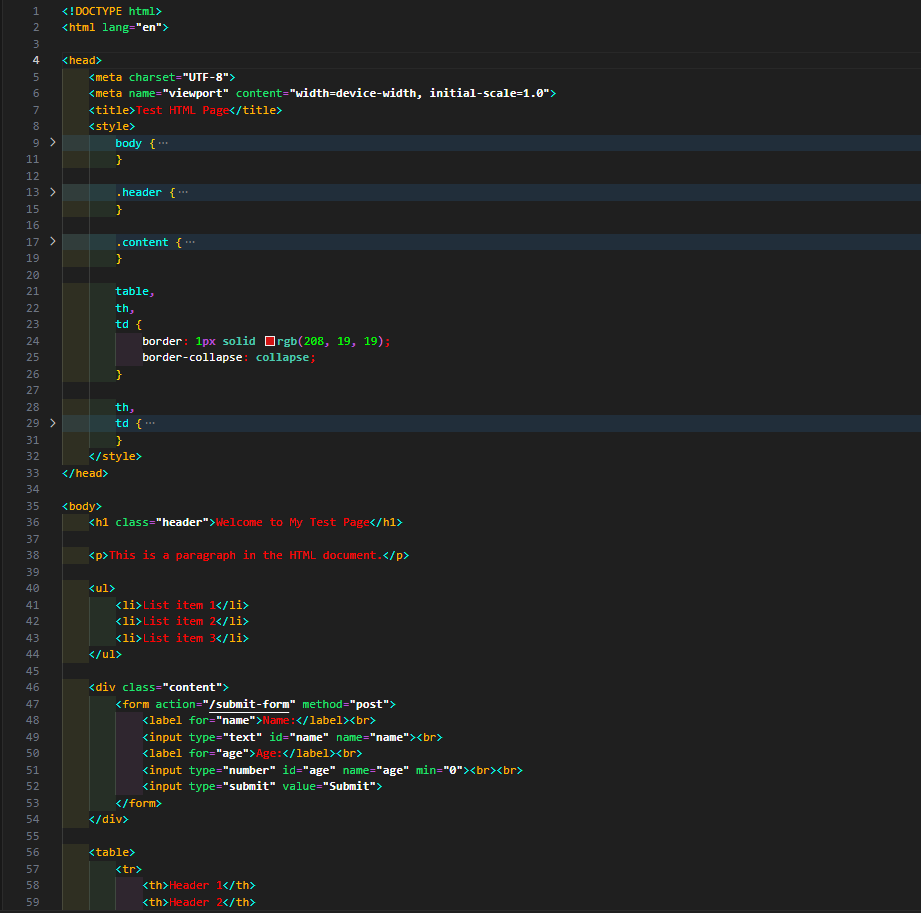 1 <!DOCTYPE html>
2 <html lang="en">
3
4 <head>
5 <meta charset="UTF-8">
6 <meta name="viewport" content="width=device-width, initial-scale=1.0">
7 <title>Test HTML Page</title>
8 <style>
9 body { ···
11 }
12
13 .header { ···
15 }
16
17 .content { ···
19 }
20
21 table,
22 th,
23 td {
24 border: 1px solid rgb(208, 19, 19);
25 border-collapse: collapse;
26 }
27
28 th,
29 td { ···
31 }
32 </style>
33 </head>
34
35 <body>
36 <h1 class="header">Welcome to My Test Page</h1>
37
38 <p>This is a paragraph in the HTML document.</p>
39
40 <ul>
41 <li>List item 1</li>
42 <li>List item 2</li>
43 <li>List item 3</li>
44 </ul>
45
46 <div class="content">
47 <form action="/submit-form" method="post">
48 <label for="name">Name:</label><br>
49 <input type="text" id="name" name="name"><br>
50 <label for="age">Age:</label><br>
51 <input type="number" id="age" name="age" min="0"><br><br>
52 <input type="submit" value="Submit">
53 </form>
54 </div>
55
56 <table>
57 <tr>
58 <th>Header 1</th>
59 <th>Header 2</th>